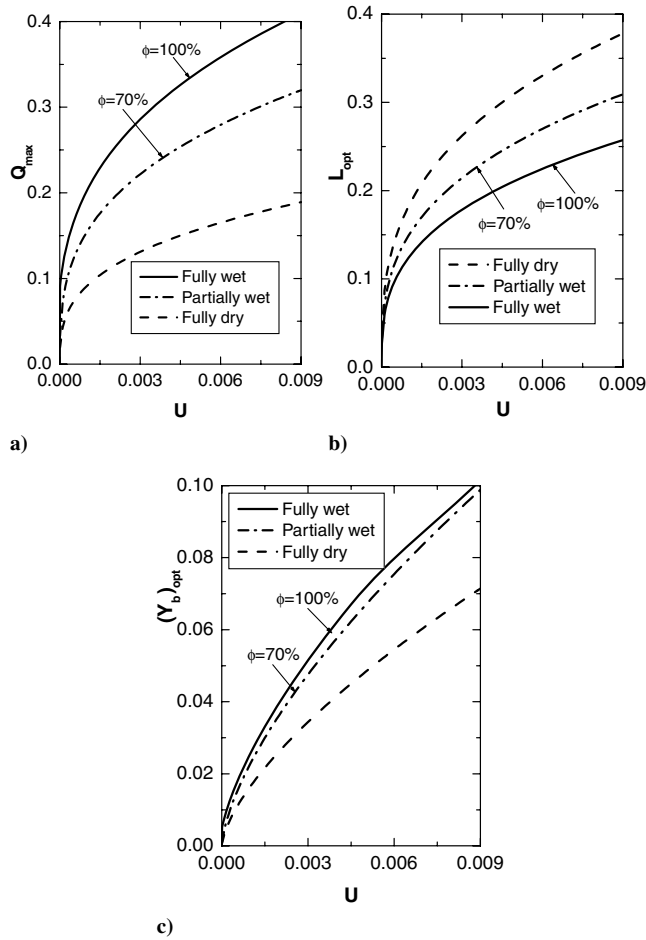 0.4
0.3
0.2
0.1
0.0
Q_max
ϕ=100%
ϕ=70%
Fully wet
Partially wet
Fully dry
0.000 0.003 0.006 0.009
U
a)
0.4
0.3
0.2
0.1
0.0
L_opt
ϕ=70%
ϕ=100%
Fully dry
Partially wet
Fully wet
0.000 0.003 0.006 0.009
U
b)
0.10
0.08
0.06
0.04
0.02
0.00
(Y_b)_opt
Fully wet
Partially wet
Fully dry
ϕ=100%
ϕ=70%
0.000 0.003 0.006 0.009
U
c)